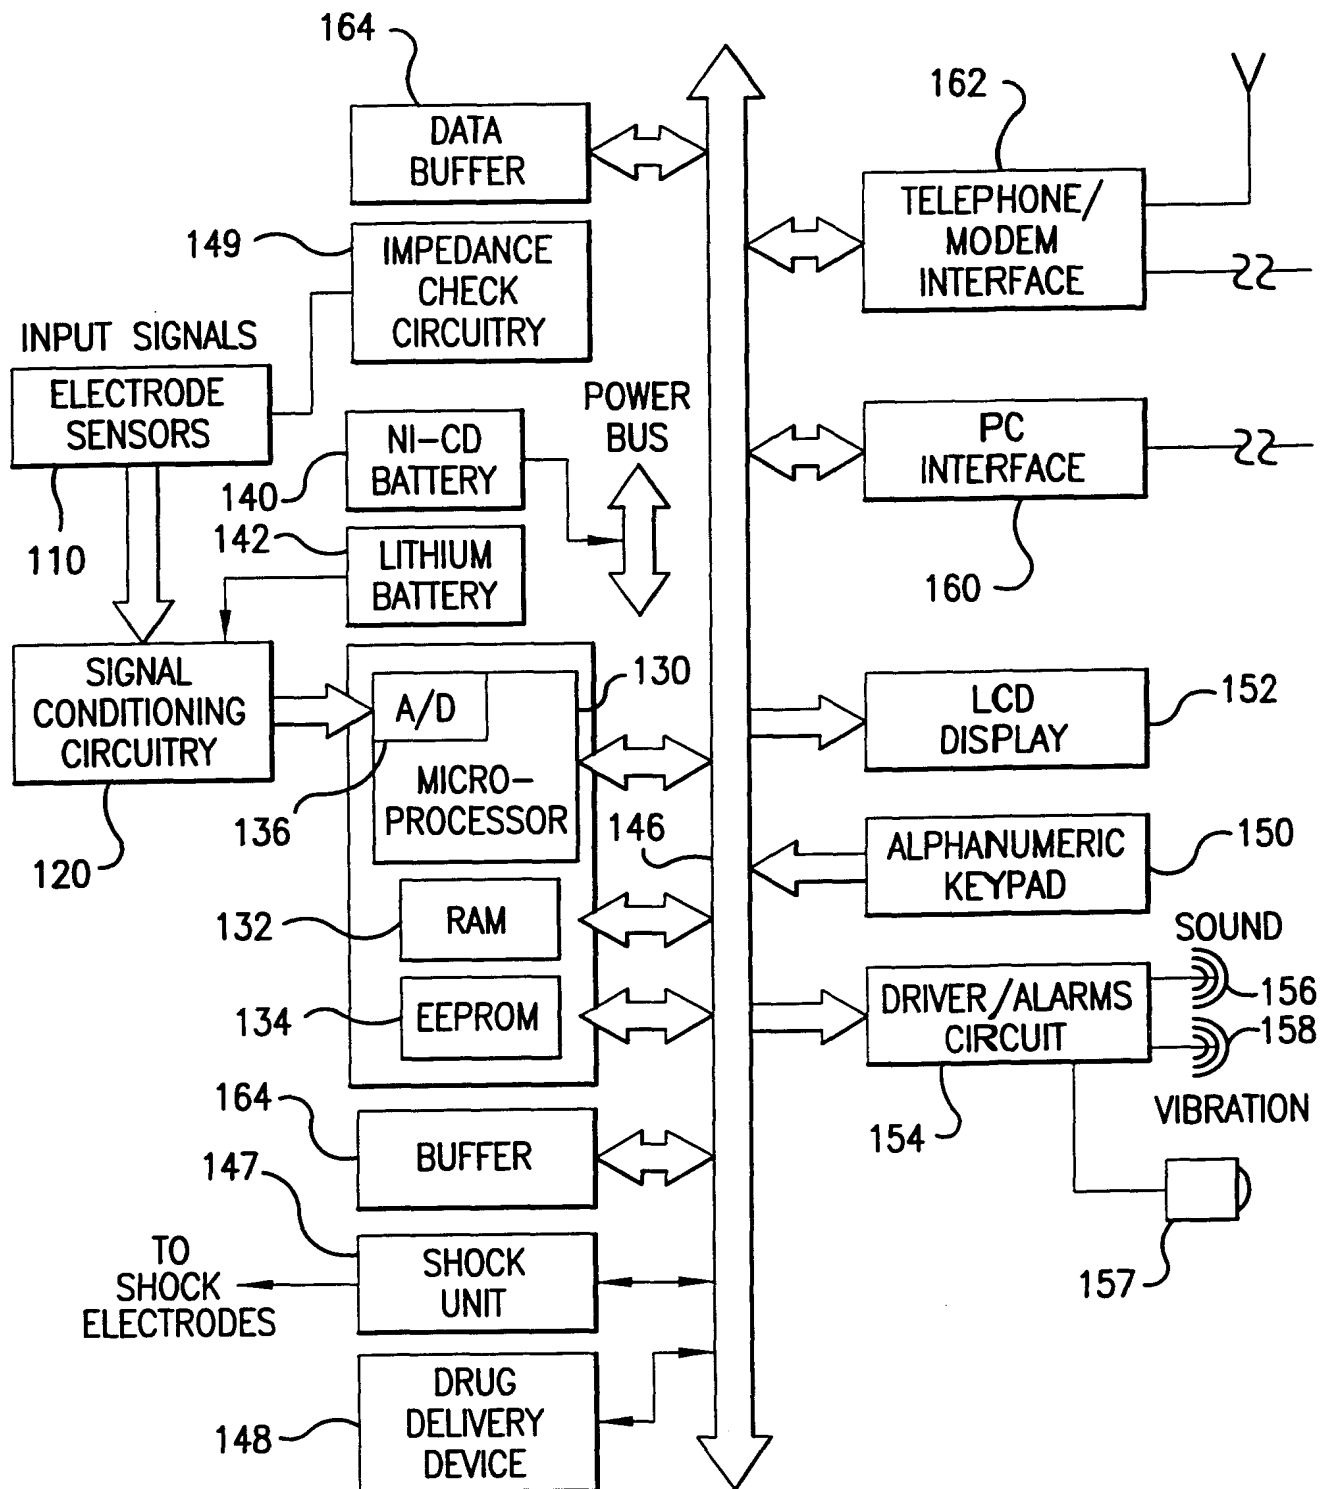 164
DATA
BUFFER
162
TELEPHONE/
MODEM
INTERFACE
149
IMPEDANCE
CHECK
CIRCUITRY
INPUT SIGNALS
ELECTRODE
SENSORS
110
POWER
BUS
NI-CD
BATTERY
140
142
LITHIUM
BATTERY
PC
INTERFACE
160
SIGNAL
CONDITIONING
CIRCUITRY
120
A/D
130
MICRO-
PROCESSOR
136
146
LCD
DISPLAY
152
ALPHANUMERIC
KEYPAD
150
132
RAM
134
EEPROM
SOUND
DRIVER/ALARMS
CIRCUIT
156
158
154
VIBRATION
157
164
BUFFER
147
TO
SHOCK
ELECTRODES
SHOCK
UNIT
148
DRUG
DELIVERY
DEVICE